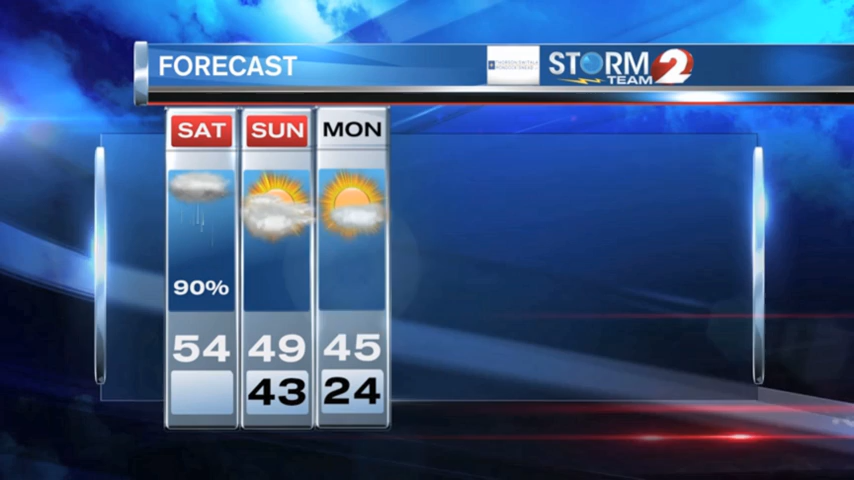 FORECAST
STORM
TEAM 2
SAT SUN MON
90%
54 49 45
43 24